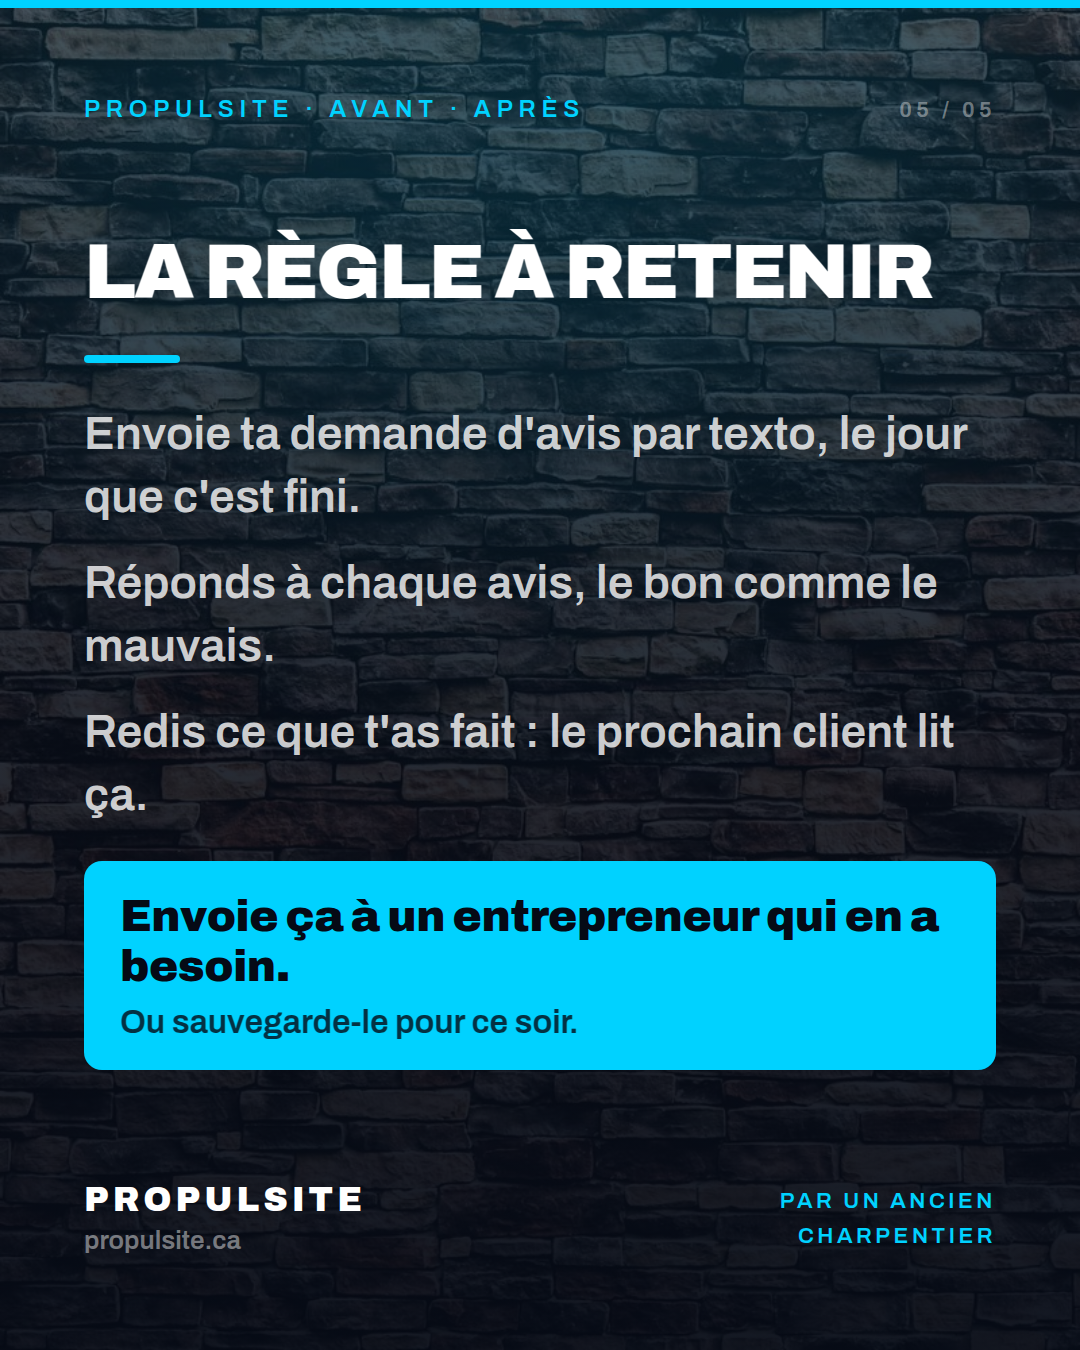 PROPULSITE · AVANT · APRÈS
05 / 05
LA RÈGLE À RETENIR
Envoie ta demande d'avis par texto, le jour
que c'est fini.
Réponds à chaque avis, le bon comme le
mauvais.
Redis ce que t'as fait : le prochain client lit
ça.
Envoie ça à un entrepreneur qui en a
besoin.
Ou sauvegarde-le pour ce soir.
PROPULSITE
propulsite.ca
PAR UN ANCIEN
CHARPENTIER